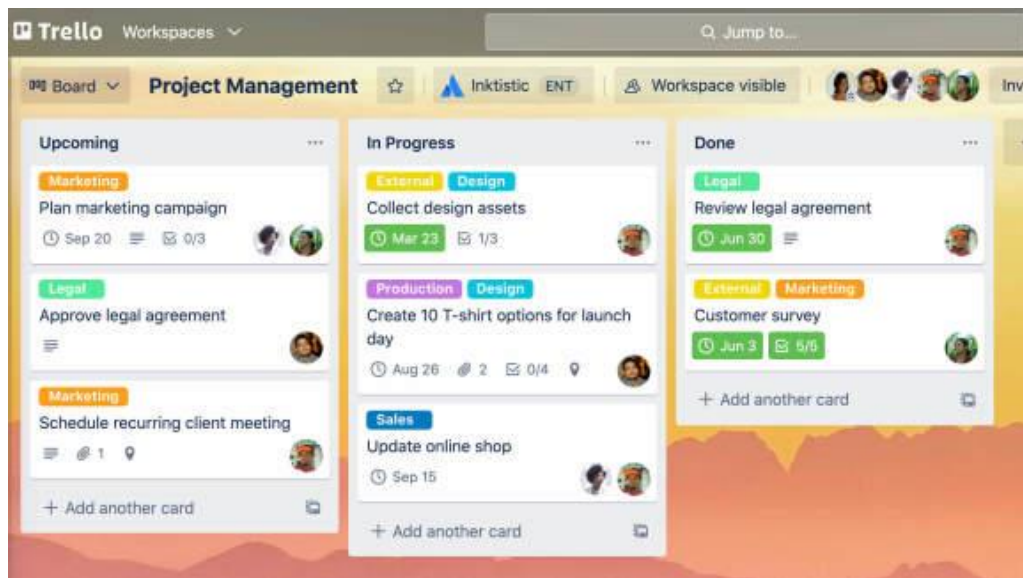 Trello Workspaces Jump to...
Board Project Management Inktistic ENT Workspace visible Inv
Upcoming
Marketing
Plan marketing campaign
Sep 20 0/3
Legal
Approve legal agreement
Marketing
Schedule recurring client meeting
1
+ Add another card
In Progress
External Design
Collect design assets
Mar 23 1/3
Production Design
Create 10 T-shirt options for launch
day
Aug 26 2 0/4
Sales
Update online shop
Sep 15
+ Add another card
Done
Legal
Review legal agreement
Jun 30
External Marketing
Customer survey
Jun 3 5/5
+ Add another card